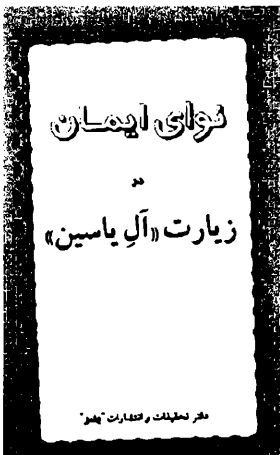 نوای ایمان
در
زیارت «آلِ یاسین»
دفتر تحقیقات و انتشارات "بدر"